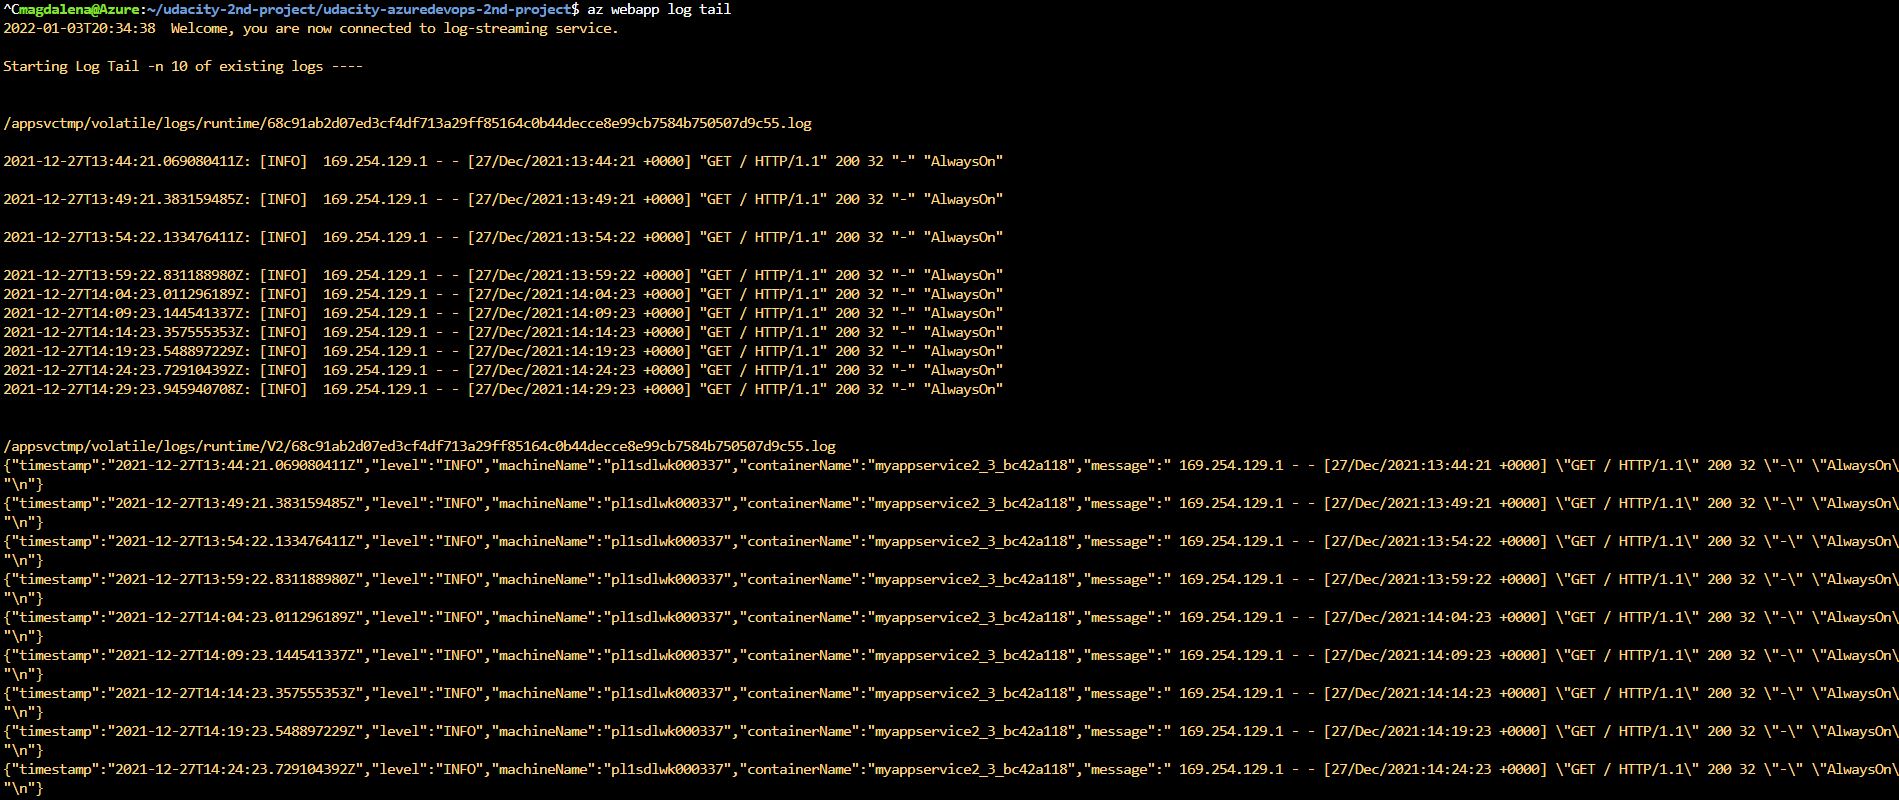 ^Cmagdalena@Azure:~/udacity-2nd-project/udacity-azuredevops-2nd-project$ az webapp log tail
2022-01-03T20:34:38  Welcome, you are now connected to log-streaming service.
Starting Log Tail -n 10 of existing logs ----
/appsvctmp/volatile/logs/runtime/68c91ab2d07ed3cf4df713a29ff85164c0b44decce8e99cb7584b750507d9c55.log
2021-12-27T13:44:21.069080411Z: [INFO]  169.254.129.1 - - [27/Dec/2021:13:44:21 +0000] "GET / HTTP/1.1" 200 32 "-" "AlwaysOn"
2021-12-27T13:49:21.383159485Z: [INFO]  169.254.129.1 - - [27/Dec/2021:13:49:21 +0000] "GET / HTTP/1.1" 200 32 "-" "AlwaysOn"
2021-12-27T13:54:22.133476411Z: [INFO]  169.254.129.1 - - [27/Dec/2021:13:54:22 +0000] "GET / HTTP/1.1" 200 32 "-" "AlwaysOn"
2021-12-27T13:59:22.831188980Z: [INFO]  169.254.129.1 - - [27/Dec/2021:13:59:22 +0000] "GET / HTTP/1.1" 200 32 "-" "AlwaysOn"
2021-12-27T14:04:23.011296189Z: [INFO]  169.254.129.1 - - [27/Dec/2021:14:04:23 +0000] "GET / HTTP/1.1" 200 32 "-" "AlwaysOn"
2021-12-27T14:09:23.144541337Z: [INFO]  169.254.129.1 - - [27/Dec/2021:14:09:23 +0000] "GET / HTTP/1.1" 200 32 "-" "AlwaysOn"
2021-12-27T14:14:23.357555353Z: [INFO]  169.254.129.1 - - [27/Dec/2021:14:14:23 +0000] "GET / HTTP/1.1" 200 32 "-" "AlwaysOn"
2021-12-27T14:19:23.548897229Z: [INFO]  169.254.129.1 - - [27/Dec/2021:14:19:23 +0000] "GET / HTTP/1.1" 200 32 "-" "AlwaysOn"
2021-12-27T14:24:23.729104392Z: [INFO]  169.254.129.1 - - [27/Dec/2021:14:24:23 +0000] "GET / HTTP/1.1" 200 32 "-" "AlwaysOn"
2021-12-27T14:29:23.945940708Z: [INFO]  169.254.129.1 - - [27/Dec/2021:14:29:23 +0000] "GET / HTTP/1.1" 200 32 "-" "AlwaysOn"
/appsvctmp/volatile/logs/runtime/V2/68c91ab2d07ed3cf4df713a29ff85164c0b44decce8e99cb7584b750507d9c55.log
{"timestamp":"2021-12-27T13:44:21.069080411Z","level":"INFO","machineName":"pl1sdlwk000337","containerName":"myappservice2_3_bc42a118","message":" 169.254.129.1 - - [27/Dec/2021:13:44:21 +0000] \"GET / HTTP/1.1\" 200 32 \"-\" \"AlwaysOn\
"\n"}
{"timestamp":"2021-12-27T13:49:21.383159485Z","level":"INFO","machineName":"pl1sdlwk000337","containerName":"myappservice2_3_bc42a118","message":" 169.254.129.1 - - [27/Dec/2021:13:49:21 +0000] \"GET / HTTP/1.1\" 200 32 \"-\" \"AlwaysOn\
"\n"}
{"timestamp":"2021-12-27T13:54:22.133476411Z","level":"INFO","machineName":"pl1sdlwk000337","containerName":"myappservice2_3_bc42a118","message":" 169.254.129.1 - - [27/Dec/2021:13:54:22 +0000] \"GET / HTTP/1.1\" 200 32 \"-\" \"AlwaysOn\
"\n"}
{"timestamp":"2021-12-27T13:59:22.831188980Z","level":"INFO","machineName":"pl1sdlwk000337","containerName":"myappservice2_3_bc42a118","message":" 169.254.129.1 - - [27/Dec/2021:13:59:22 +0000] \"GET / HTTP/1.1\" 200 32 \"-\" \"AlwaysOn\
"\n"}
{"timestamp":"2021-12-27T14:04:23.011296189Z","level":"INFO","machineName":"pl1sdlwk000337","containerName":"myappservice2_3_bc42a118","message":" 169.254.129.1 - - [27/Dec/2021:14:04:23 +0000] \"GET / HTTP/1.1\" 200 32 \"-\" \"AlwaysOn\
"\n"}
{"timestamp":"2021-12-27T14:09:23.144541337Z","level":"INFO","machineName":"pl1sdlwk000337","containerName":"myappservice2_3_bc42a118","message":" 169.254.129.1 - - [27/Dec/2021:14:09:23 +0000] \"GET / HTTP/1.1\" 200 32 \"-\" \"AlwaysOn\
"\n"}
{"timestamp":"2021-12-27T14:14:23.357555353Z","level":"INFO","machineName":"pl1sdlwk000337","containerName":"myappservice2_3_bc42a118","message":" 169.254.129.1 - - [27/Dec/2021:14:14:23 +0000] \"GET / HTTP/1.1\" 200 32 \"-\" \"AlwaysOn\
"\n"}
{"timestamp":"2021-12-27T14:19:23.548897229Z","level":"INFO","machineName":"pl1sdlwk000337","containerName":"myappservice2_3_bc42a118","message":" 169.254.129.1 - - [27/Dec/2021:14:19:23 +0000] \"GET / HTTP/1.1\" 200 32 \"-\" \"AlwaysOn\
"\n"}
{"timestamp":"2021-12-27T14:24:23.729104392Z","level":"INFO","machineName":"pl1sdlwk000337","containerName":"myappservice2_3_bc42a118","message":" 169.254.129.1 - - [27/Dec/2021:14:24:23 +0000] \"GET / HTTP/1.1\" 200 32 \"-\" \"AlwaysOn\
"\n"}